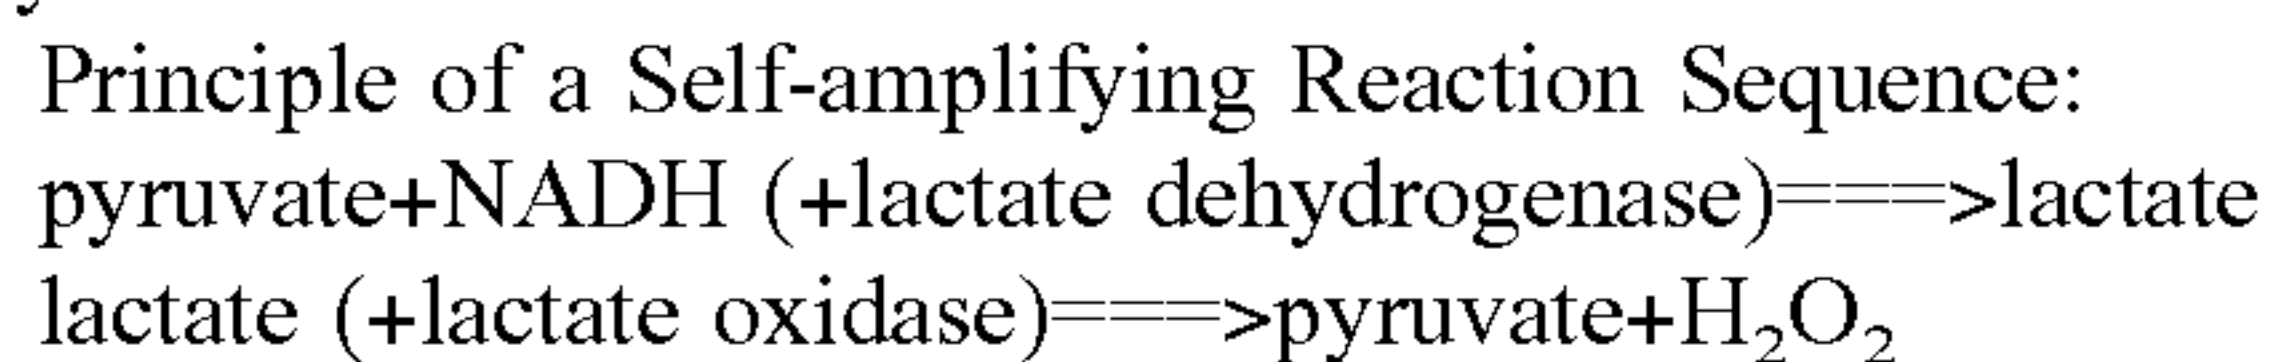 Principle of a Self-amplifying Reaction Sequence:
pyruvate+NADH (+lactate dehydrogenase)===>lactate
lactate (+lactate oxidase)===>pyruvate+H₂O₂